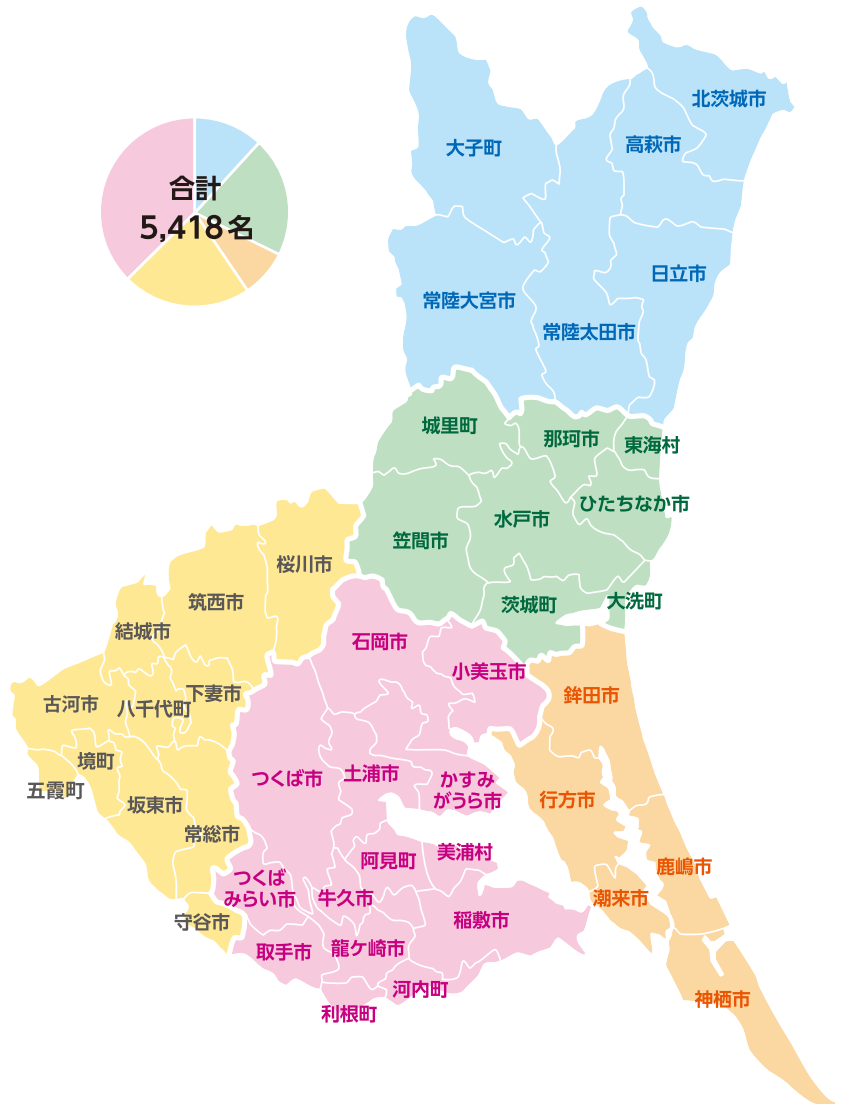 合計
5,418名
北茨城市
高萩市
大子町
日立市
常陸大宮市
常陸太田市
城里町
那珂市
東海村
ひたちなか市
水戸市
笠間市
茨城町
大洗町
桜川市
筑西市
結城市
下妻市
古河市
八千代町
境町
五霞町
坂東市
常総市
守谷市
石岡市
小美玉市
つくば市
土浦市
かすみ
がうら市
美浦村
阿見町
つくば
みらい市
牛久市
稲敷市
取手市
龍ケ崎市
河内町
利根町
鉾田市
行方市
鹿嶋市
潮来市
神栖市